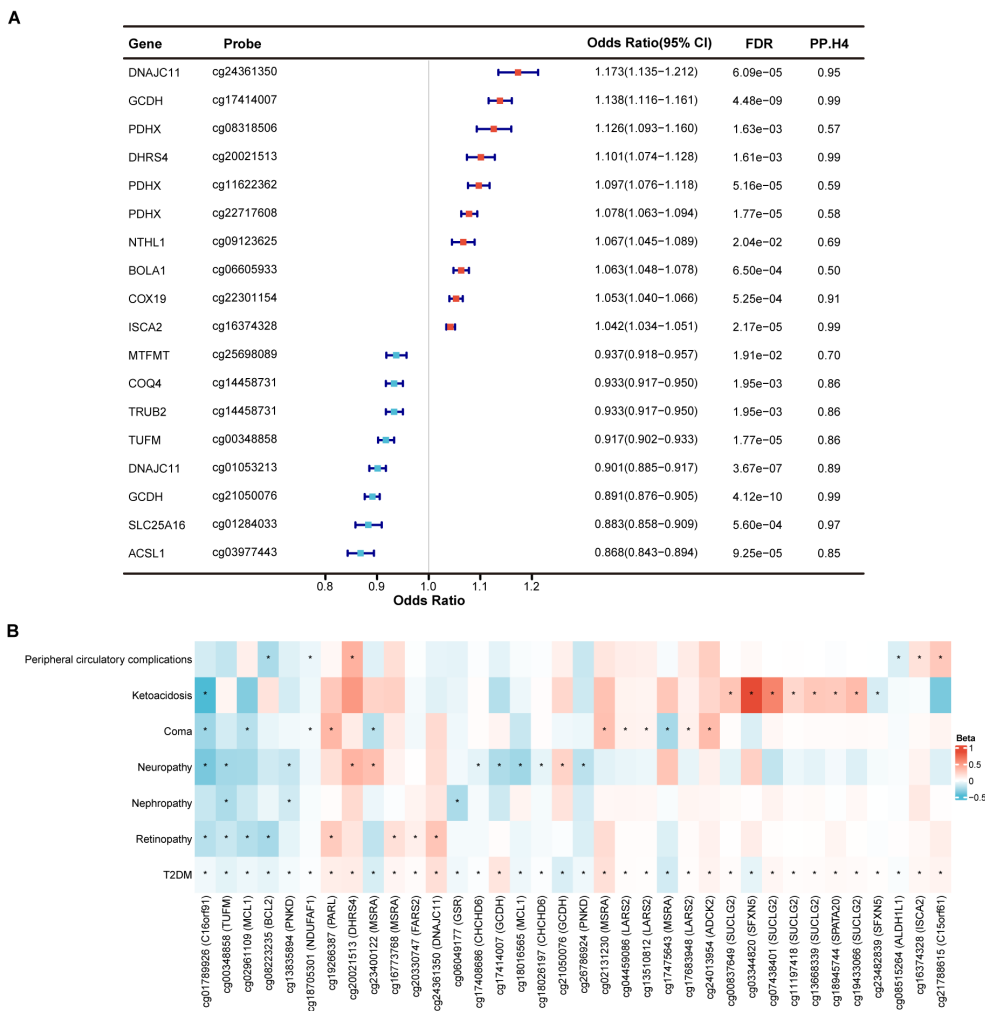 A
Gene Probe Odds Ratio(95% CI) FDR PP.H4
DNAJC11 cg24361350 1.173(1.135−1.212) 6.09e−05 0.95
GCDH cg17414007 1.138(1.116−1.161) 4.48e−09 0.99
PDHX cg08318506 1.126(1.093−1.160) 1.63e−03 0.57
DHRS4 cg20021513 1.101(1.074−1.128) 1.61e−03 0.99
PDHX cg11622362 1.097(1.076−1.118) 5.16e−05 0.59
PDHX cg22717608 1.078(1.063−1.094) 1.77e−05 0.58
NTHL1 cg09123625 1.067(1.045−1.089) 2.04e−02 0.69
BOLA1 cg06605933 1.063(1.048−1.078) 6.50e−04 0.50
COX19 cg22301154 1.053(1.040−1.066) 5.25e−04 0.91
ISCA2 cg16374328 1.042(1.034−1.051) 2.17e−05 0.99
MTFMT cg25698089 0.937(0.918−0.957) 1.91e−02 0.70
COQ4 cg14458731 0.933(0.917−0.950) 1.95e−03 0.86
TRUB2 cg14458731 0.933(0.917−0.950) 1.95e−03 0.86
TUFM cg00348858 0.917(0.902−0.933) 1.77e−05 0.86
DNAJC11 cg01053213 0.901(0.885−0.917) 3.67e−07 0.89
GCDH cg21050076 0.891(0.876−0.905) 4.12e−10 0.99
SLC25A16 cg01284033 0.883(0.858−0.909) 5.60e−04 0.97
ACSL1 cg03977443 0.868(0.843−0.894) 9.25e−05 0.85
0.8 0.9 1.0 1.1 1.2
Odds Ratio
B
Peripheral circulatory complications * * * * * *
Ketoacidosis * * * * * * * * *
Coma * * * * * * * * * * *
Neuropathy * * * * * * * * * * *
Nephropathy * * *
Retinopathy * * * * * * * *
T2DM * * * * * * * * * * * * * * * * * * * * * * * * * * * * * * * * * * * *
Beta
1
0.5
0
−0.5
cg01789926 (C16orf91)
cg00348858 (TUFM)
cg02961109 (MCL1)
cg00822235 (BCL2)
cg13835894 (PNKD)
cg18705301 (NDUFAF1)
cg19266387 (PARL)
cg20021513 (DHRS4)
cg23400122 (MSRA)
cg16773768 (MSRA)
cg20330747 (FARS2)
cg24361350 (DNAJC11)
cg06049177 (GSR)
cg17408686 (CHCHD6)
cg17414007 (GCDH)
cg18016565 (MCL1)
cg18026197 (CHCHD6)
cg21050076 (GCDH)
cg26786924 (PNKD)
cg02131230 (MSRA)
cg04459086 (LARS2)
cg13510812 (LARS2)
cg17475643 (MSRA)
cg17683948 (LARS2)
cg24013954 (ADCK2)
cg00837649 (SUCLG2)
cg03344820 (SFXN5)
cg07438401 (SUCLG2)
cg11197418 (SUCLG2)
cg13668339 (SUCLG2)
cg18945744 (SPATA20)
cg19433066 (SUCLG2)
cg23482839 (SFXN5)
cg08515264 (ALDH1L1)
cg16374328 (ISCA2)
cg21788615 (C15orf61)